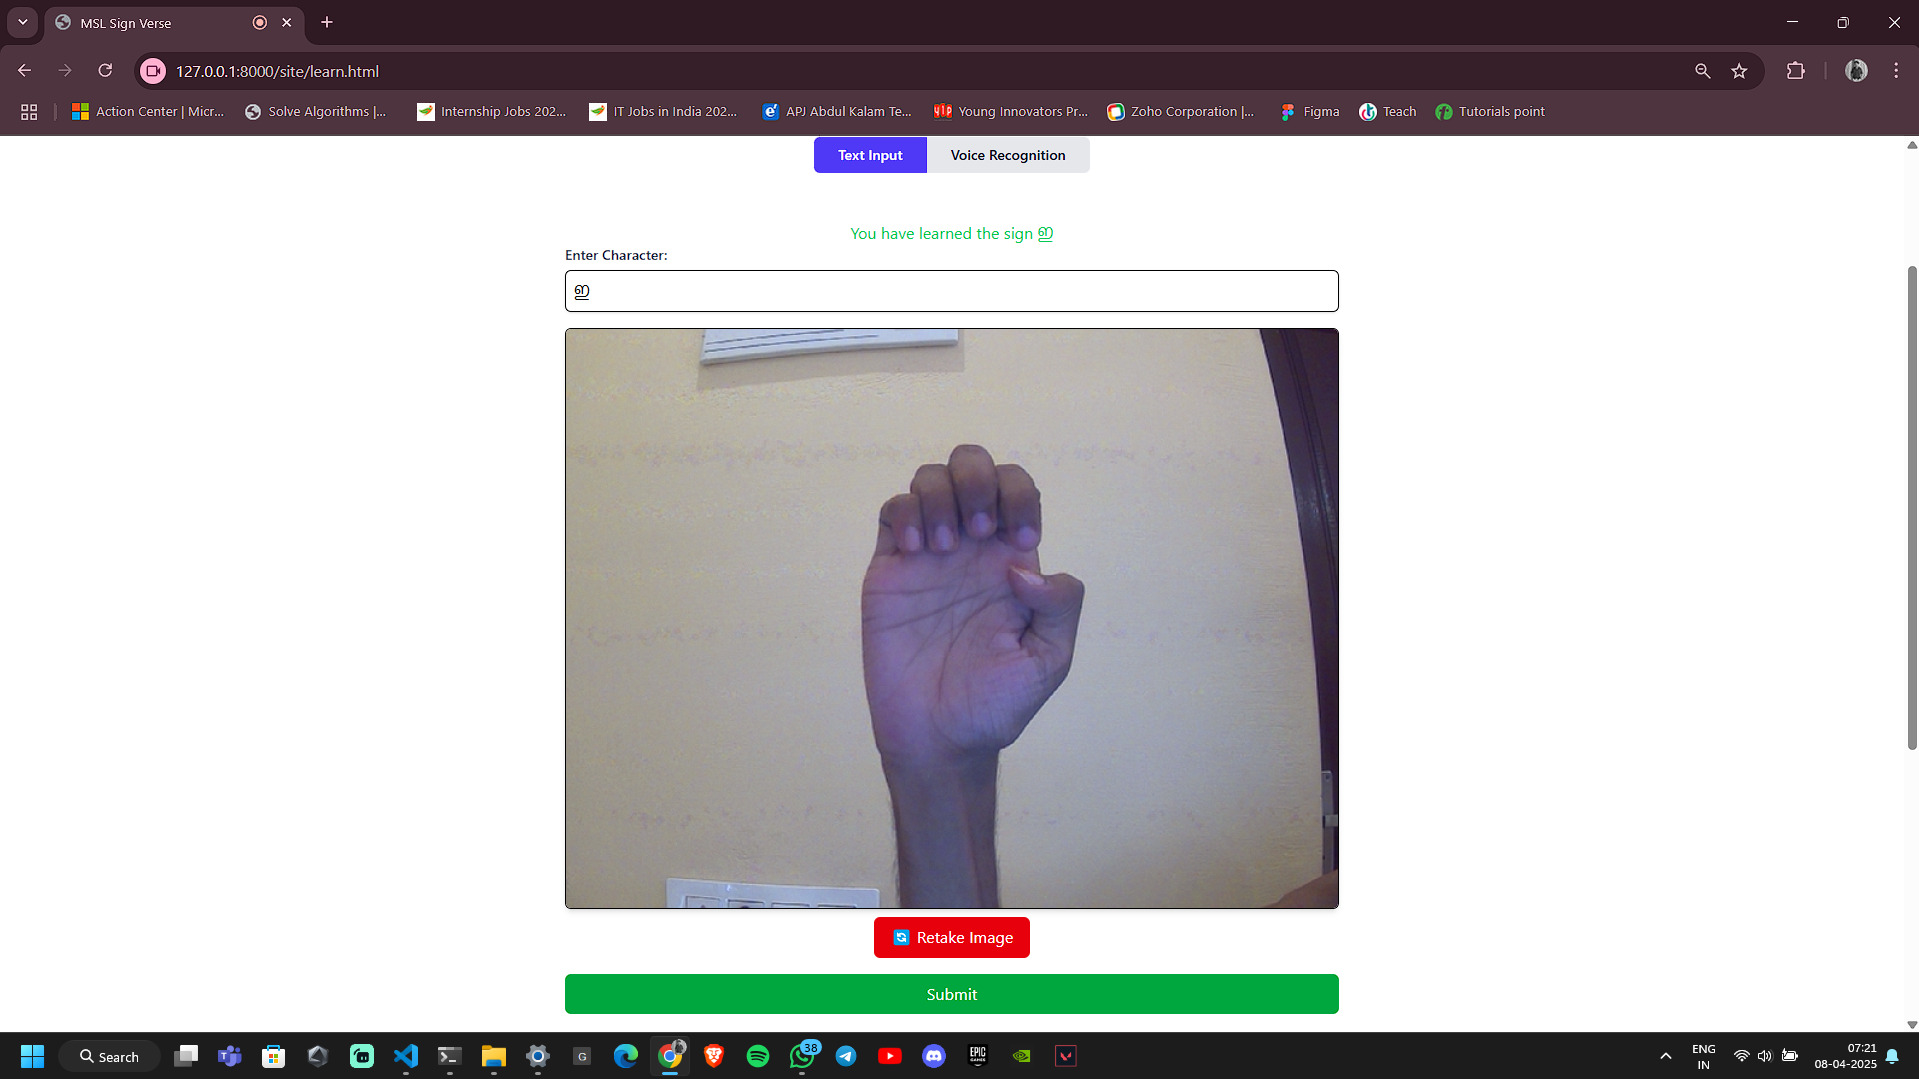 MSL Sign Verse
127.0.0.1:8000/site/learn.html
Action Center | Micr...
Solve Algorithms |...
Internship Jobs 202...
IT Jobs in India 202...
APJ Abdul Kalam Te...
Young Innovators Pr...
Zoho Corporation |...
Figma
Teach
Tutorials point
Text Input
Voice Recognition
You have learned the sign ഇ
Enter Character:
ഇ
Retake Image
Submit
Search
G
38
EPIC
GAMES
ENG
IN
07:21
08-04-2025